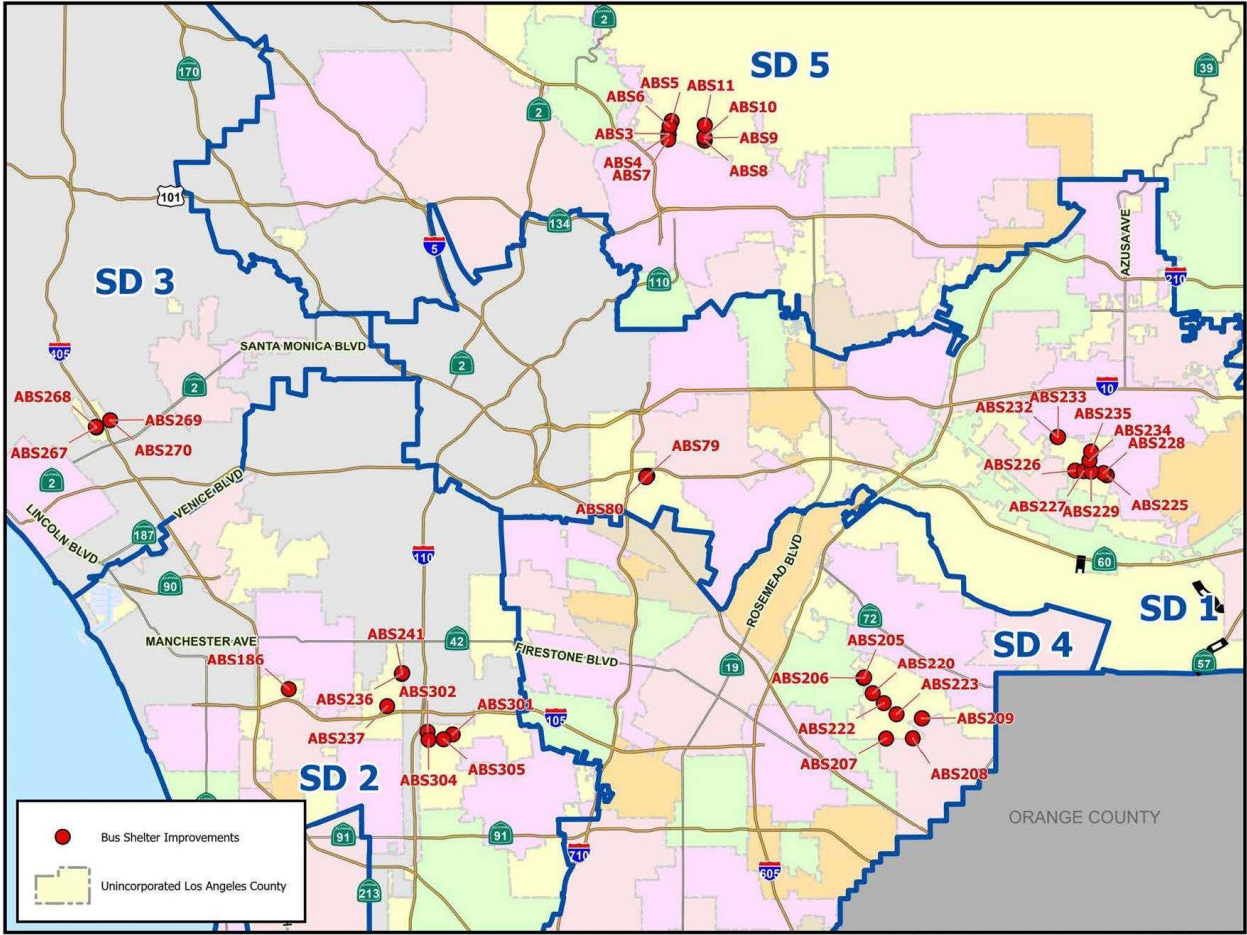 2
SD 5
39
170
ABS5
ABS11
ABS6
ABS10
2
ABS3
ABS9
ABS4
ABS8
ABS7
101
134
5
AZUSA AVE
SD 3
110
210
405
SANTA MONICA BLVD
2
2
10
ABS268
ABS269
ABS232
ABS233
ABS235
ABS234
ABS228
ABS267
ABS270
ABS79
ABS226
2
ABS80
ABS227
ABS229
ABS225
VENICE BLVD
LINCOLN BLVD
187
110
60
90
ROSEMEAD BLVD
SD 1
72
MANCHESTER AVE
ABS241
42
SD 4
ABS186
FIRESTONE BLVD
19
57
ABS205
ABS206
ABS220
ABS236
ABS302
ABS223
ABS301
105
ABS209
ABS237
ABS222
ABS305
ABS207
ABS304
ABS208
SD 2
ORANGE COUNTY
Bus Shelter Improvements
91
91
710
605
Unincorporated Los Angeles County
213